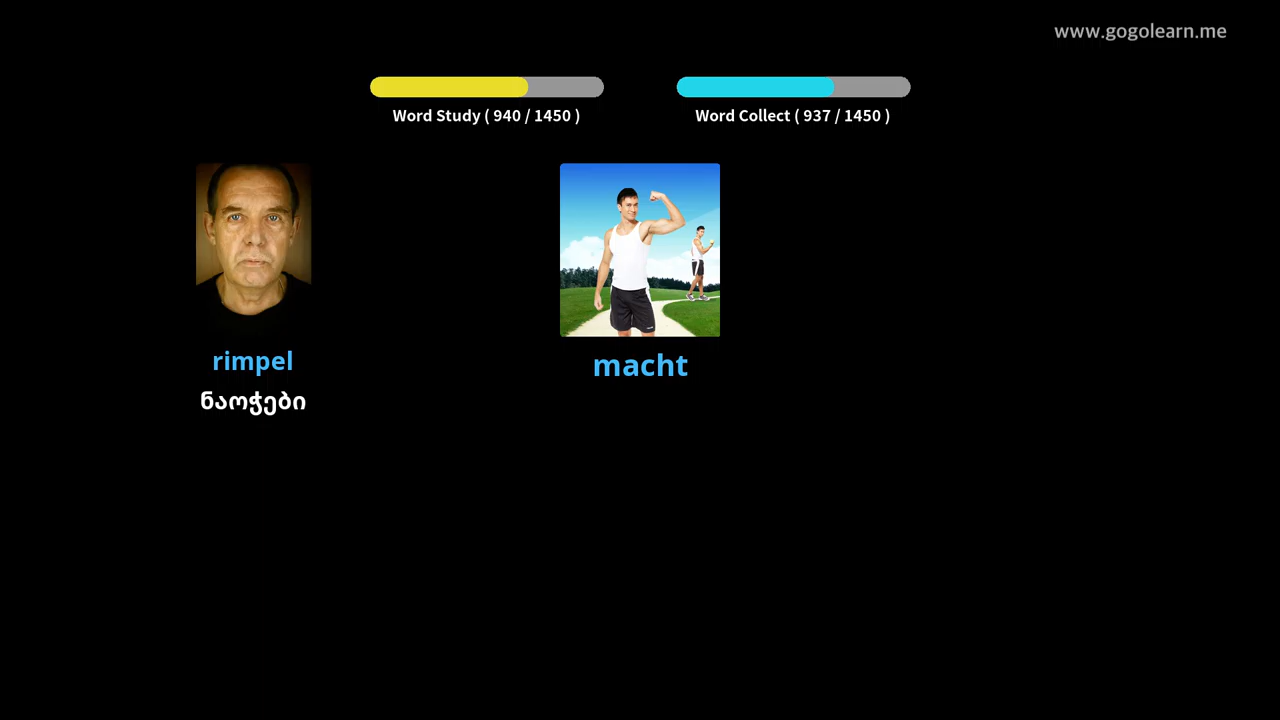 www.gogolearn.me
Word Study ( 940 / 1450 )
Word Collect ( 937 / 1450 )
rimpel
ნაოჭები
macht